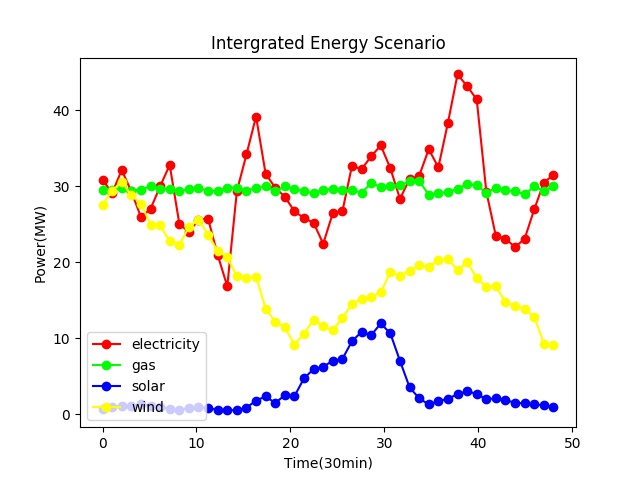 Intergrated Energy Scenario
Power(MW)
40
30
20
10
0
electricity
gas
solar
wind
0 10 20 30 40 50
Time(30min)